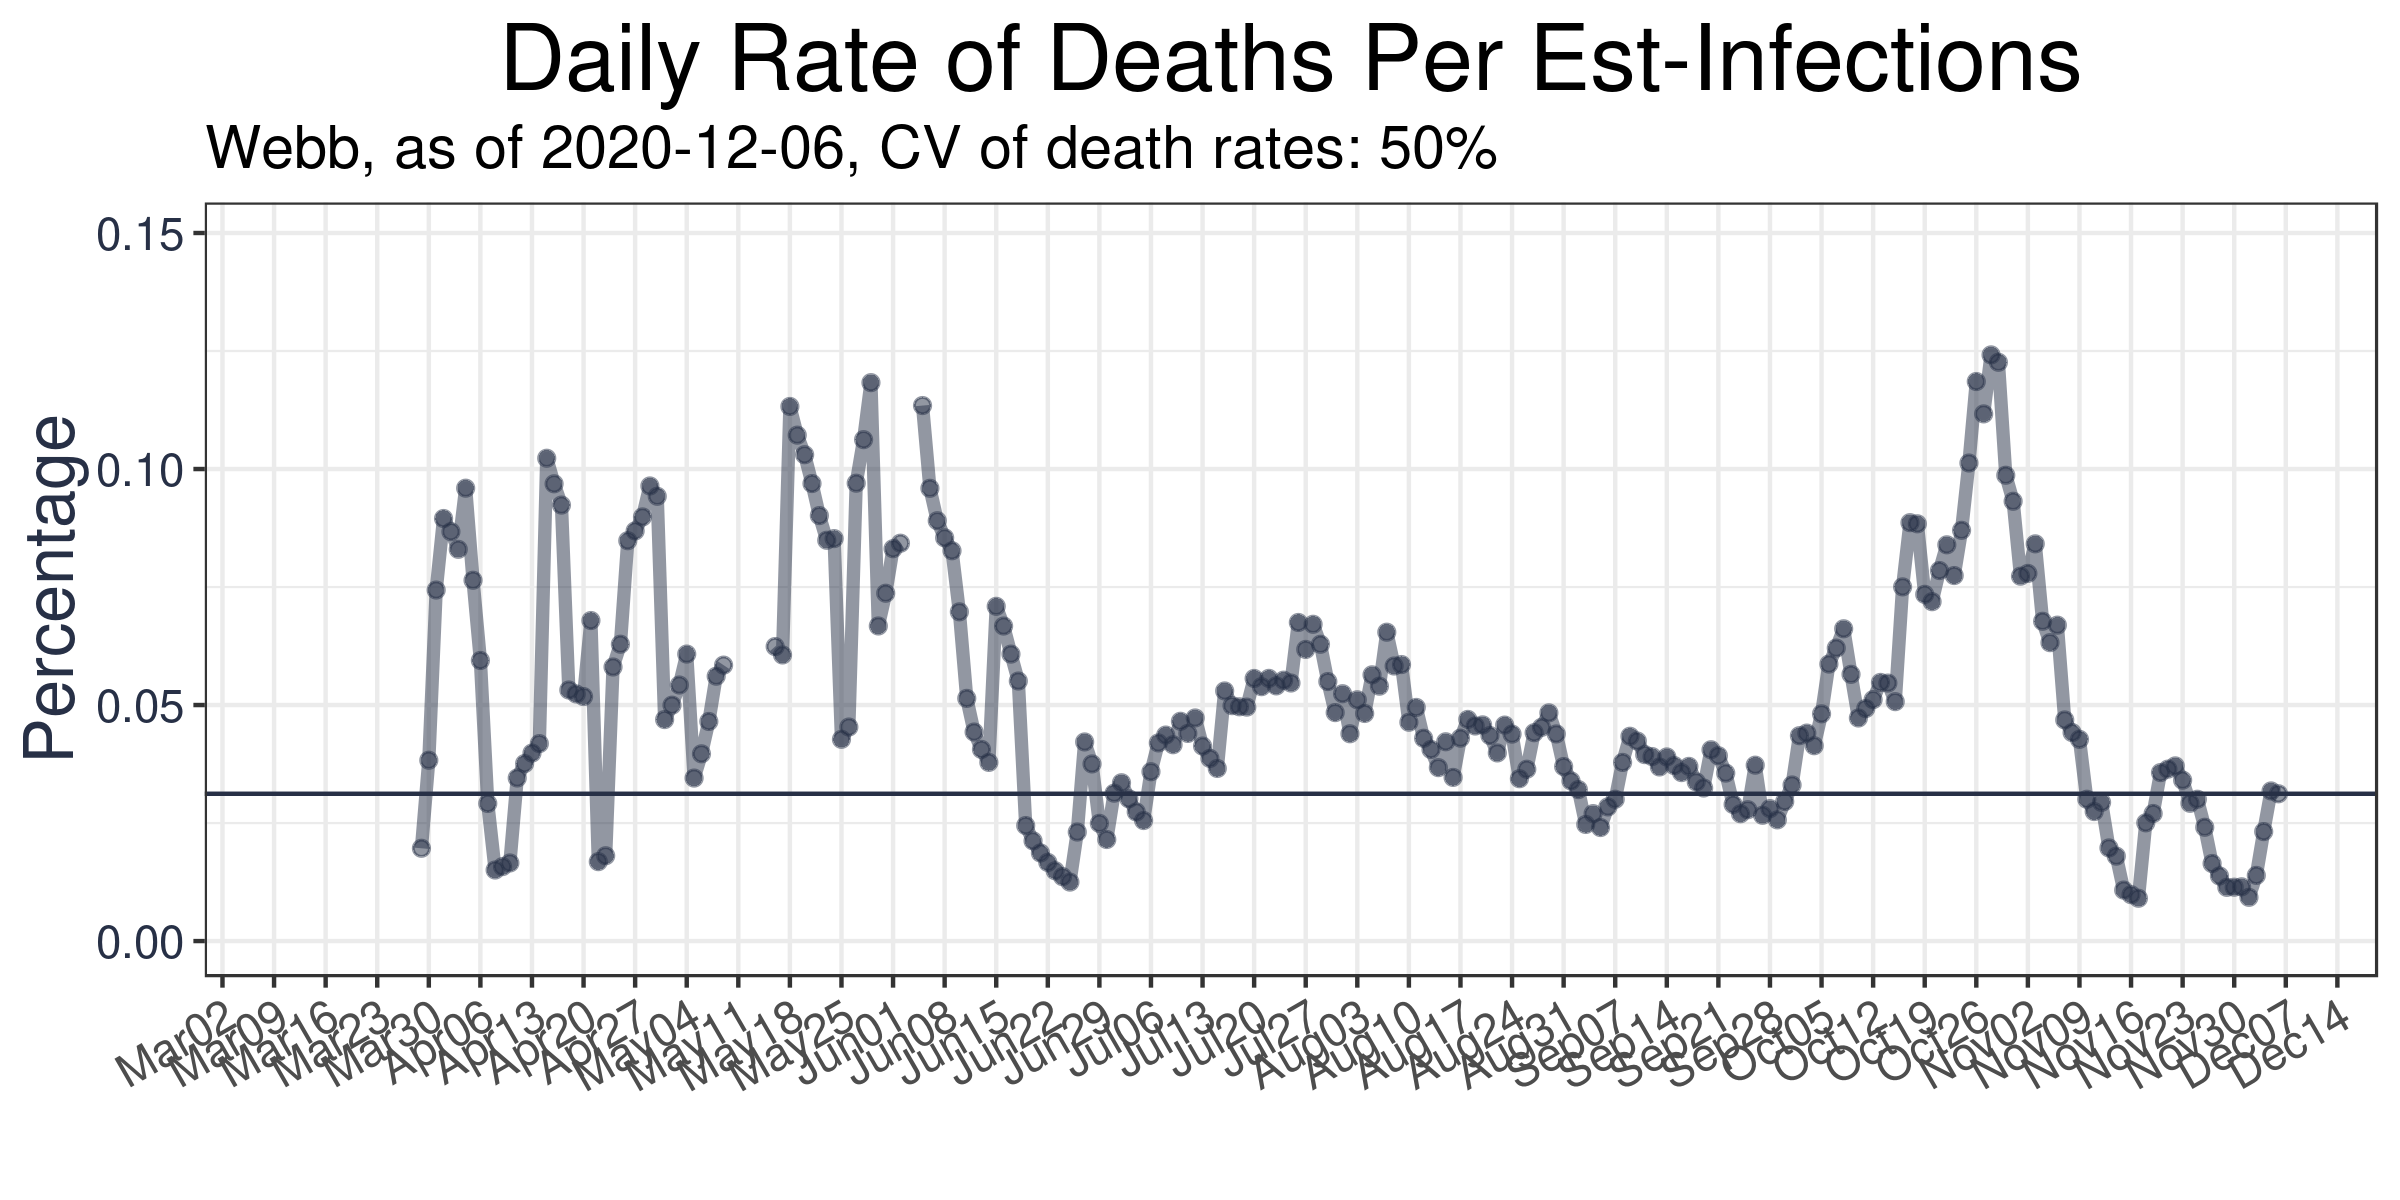 Daily Rate of Deaths Per Est-Infections
Webb, as of 2020-12-06, CV of death rates: 50%
Percentage
0.15
0.10
0.05
0.00
Mar02
Mar09
Mar16
Mar23
Mar30
Apr06
Apr13
Apr20
Apr27
May04
May11
May18
May25
Jun01
Jun08
Jun15
Jun22
Jun29
Jul06
Jul13
Jul20
Jul27
Aug03
Aug10
Aug17
Aug24
Aug31
Sep07
Sep14
Sep21
Sep28
Oct05
Oct12
Oct19
Oct26
Nov02
Nov09
Nov16
Nov23
Nov30
Dec07
Dec14